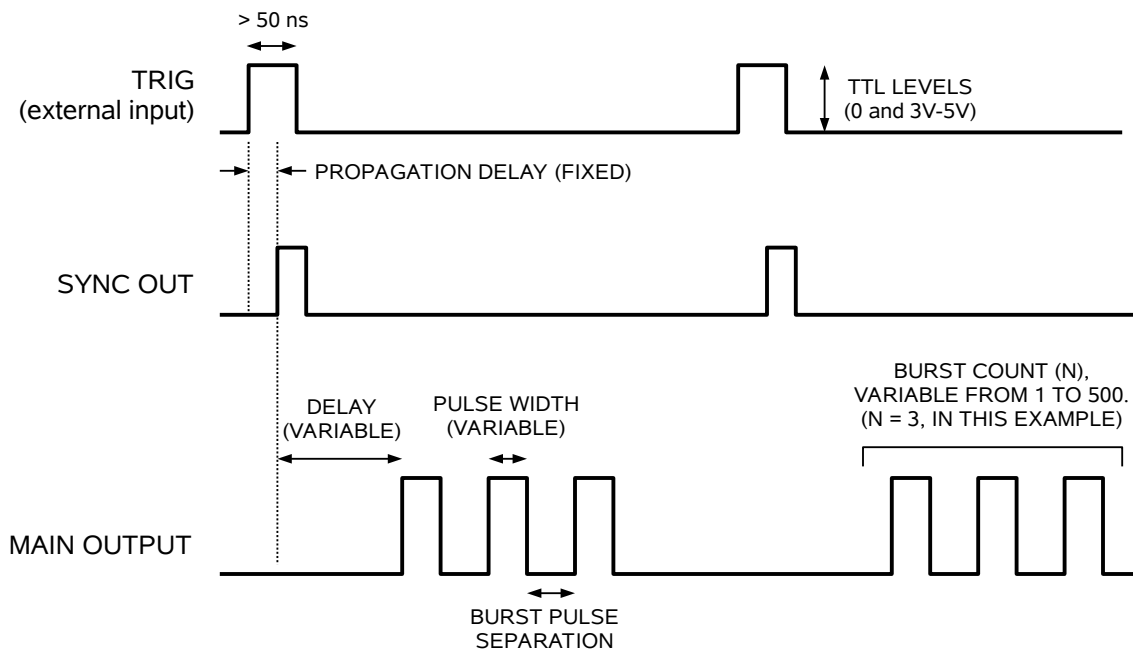 > 50 ns
TRIG
(external input)
TTL LEVELS
(0 and 3V-5V)
PROPAGATION DELAY (FIXED)
SYNC OUT
BURST COUNT (N),
VARIABLE FROM 1 TO 500.
(N = 3, IN THIS EXAMPLE)
DELAY
(VARIABLE)
PULSE WIDTH
(VARIABLE)
MAIN OUTPUT
BURST PULSE
SEPARATION